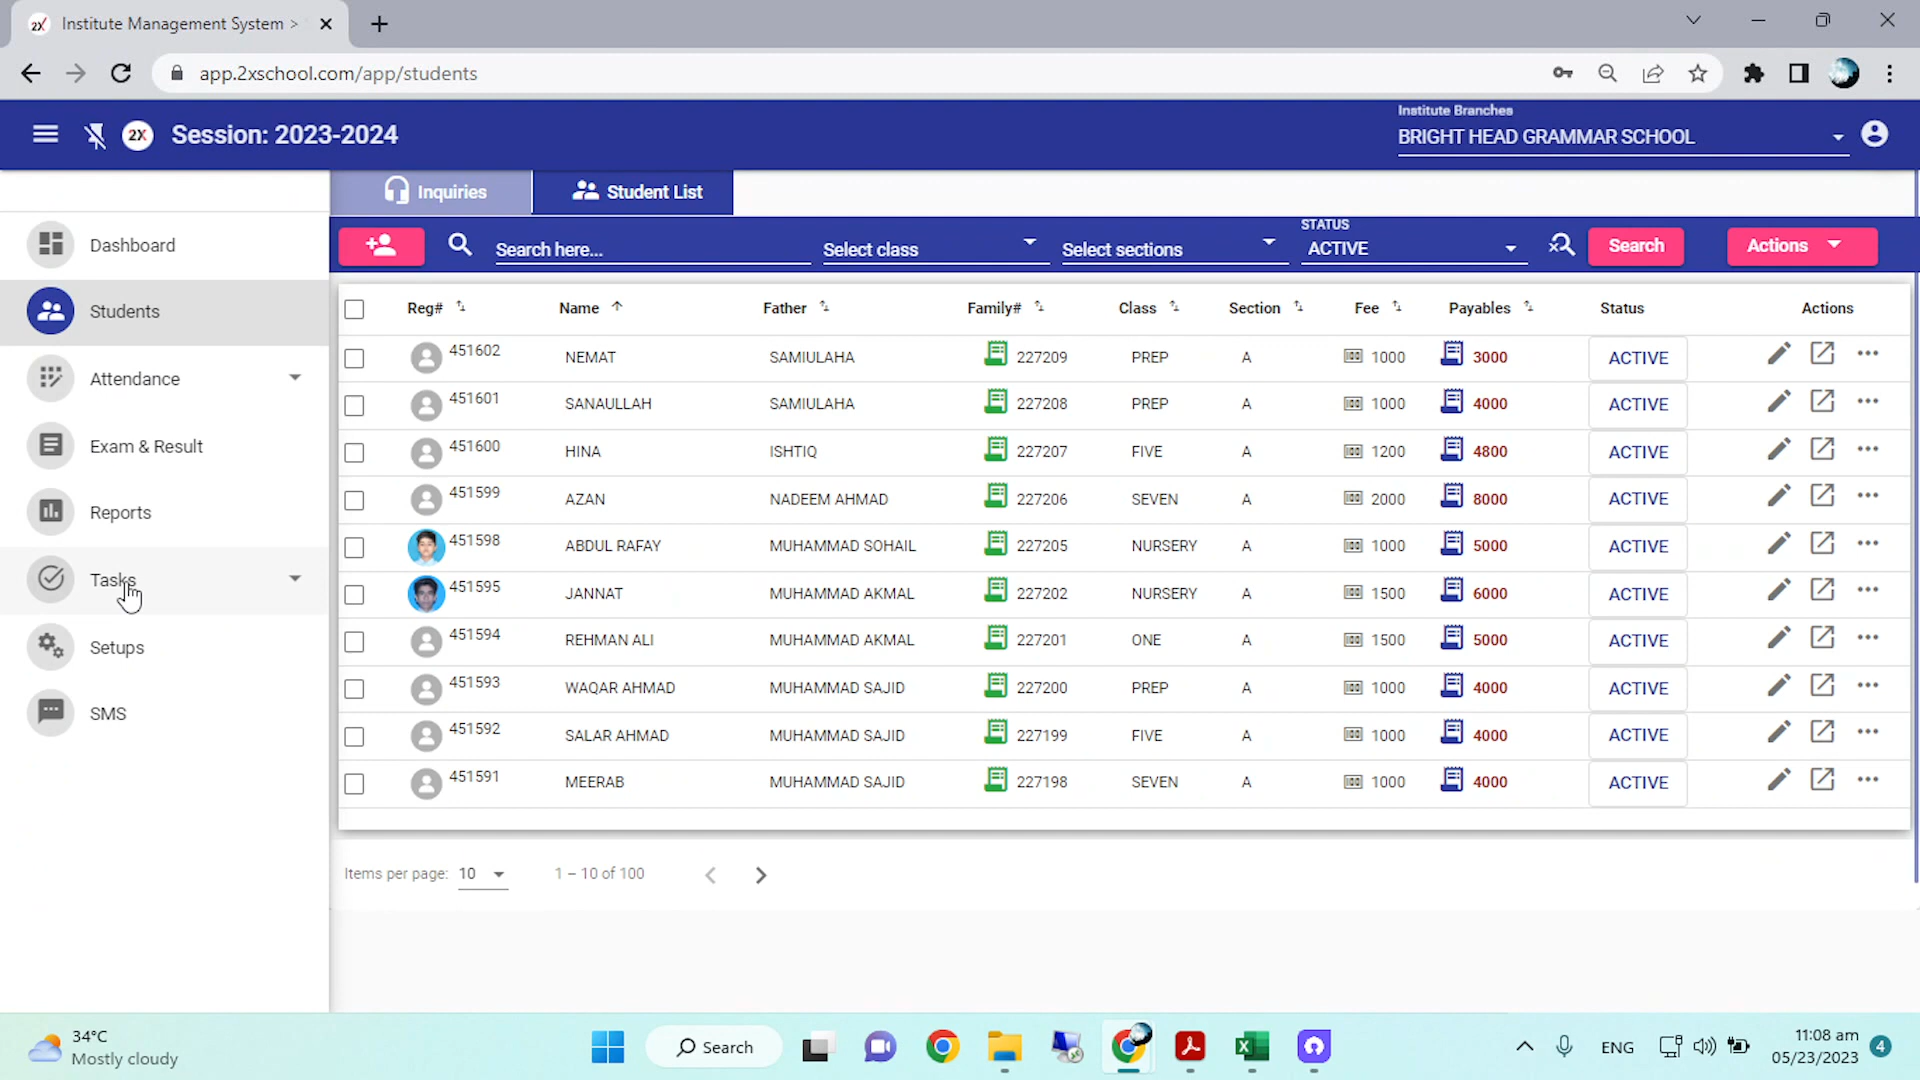 Institute Management System >
app.2xschool.com/app/students
2X Session: 2023-2024
Institute Branches
BRIGHT HEAD GRAMMAR SCHOOL
Inquiries Student List
Search here... Select class Select sections STATUS ACTIVE Search Actions
Dashboard
Students
Attendance
Exam & Result
Reports
Tasks
Setups
SMS
Reg# Name Father Family# Class Section Fee Payables Status Actions
451602 NEMAT SAMIULAHA 227209 PREP A 1000 3000 ACTIVE
451601 SANAULLAH SAMIULAHA 227208 PREP A 1000 4000 ACTIVE
451600 HINA ISHTIQ 227207 FIVE A 1200 4800 ACTIVE
451599 AZAN NADEEM AHMAD 227206 SEVEN A 2000 8000 ACTIVE
451598 ABDUL RAFAY MUHAMMAD SOHAIL 227205 NURSERY A 1000 5000 ACTIVE
451595 JANNAT MUHAMMAD AKMAL 227202 NURSERY A 1500 6000 ACTIVE
451594 REHMAN ALI MUHAMMAD AKMAL 227201 ONE A 1500 5000 ACTIVE
451593 WAQAR AHMAD MUHAMMAD SAJID 227200 PREP A 1000 4000 ACTIVE
451592 SALAR AHMAD MUHAMMAD SAJID 227199 FIVE A 1000 4000 ACTIVE
451591 MEERAB MUHAMMAD SAJID 227198 SEVEN A 1000 4000 ACTIVE
Items per page: 10 1 – 10 of 100
34°C
Mostly cloudy
Search
ENG
11:08 am
05/23/2023
4